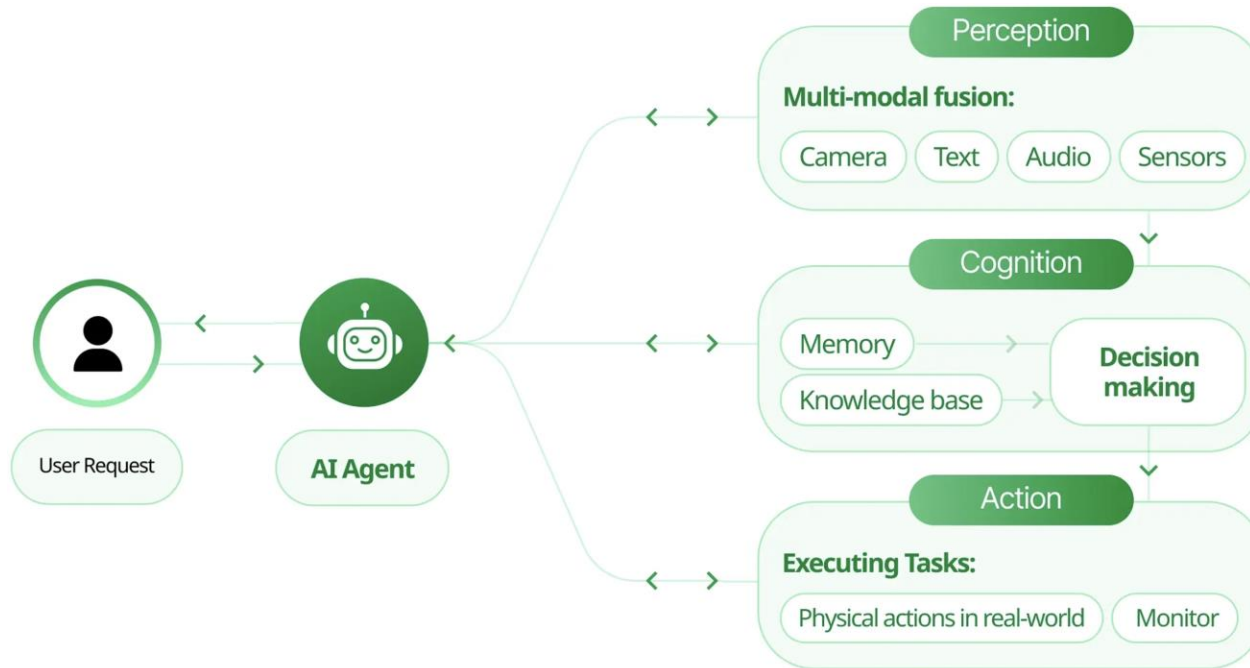 Perception
Multi-modal fusion:
Camera
Text
Audio
Sensors
Cognition
Memory
Knowledge base
Decision
making
User Request
AI Agent
Action
Executing Tasks:
Physical actions in real-world
Monitor